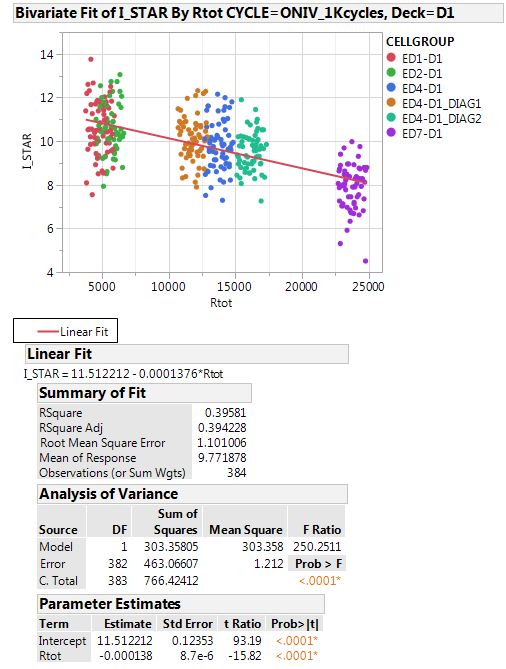 Bivariate Fit of I_STAR By Rtot CYCLE=ONIV_1Kcycles, Deck=D1
CELLGROUP
ED1-D1
ED2-D1
ED4-D1
ED4-D1_DIAG1
ED4-D1_DIAG2
ED7-D1
14
12
10
8
6
4
I_STAR
5000 10000 15000 20000 25000
Rtot
Linear Fit
Linear Fit
I_STAR = 11.512212 - 0.0001376*Rtot
Summary of Fit
RSquare 0.39581
RSquare Adj 0.394228
Root Mean Square Error 1.101006
Mean of Response 9.771878
Observations (or Sum Wgts) 384
Analysis of Variance
Sum of
Source DF Squares Mean Square F Ratio
Model 1 303.35805 303.358 250.2511
Error 382 463.06607 1.212 Prob > F
C. Total 383 766.42412 <.0001*
Parameter Estimates
Term Estimate Std Error t Ratio Prob>|t|
Intercept 11.512212 0.12353 93.19 <.0001*
Rtot -0.000138 8.7e-6 -15.82 <.0001*